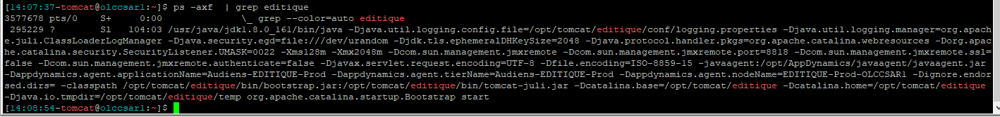 [14:07:37-tomcat@olccsar1:~]$ ps -axf  | grep editique
3577678 pts/0    S+     0:00          \_ grep --color=auto editique
 295229 ?        Sl   104:03 /usr/java/jdk1.8.0_161/bin/java -Djava.util.logging.config.file=/opt/tomcat/editique/conf/logging.properties -Djava.util.logging.manager=org.apach
e.juli.ClassLoaderLogManager -Djava.security.egd=file:///dev/urandom -Djdk.tls.ephemeralDHKeySize=2048 -Djava.protocol.handler.pkgs=org.apache.catalina.webresources -Dorg.apac
he.catalina.security.SecurityListener.UMASK=0022 -Xms128m -Xmx2048m -Dcom.sun.management.jmxremote -Dcom.sun.management.jmxremote.port=8818 -Dcom.sun.management.jmxremote.ssl=
false -Dcom.sun.management.jmxremote.authenticate=false -Djavax.servlet.request.encoding=UTF-8 -Dfile.encoding=ISO-8859-15 -javaagent:/opt/AppDynamics/javaagent/javaagent.jar
-Dappdynamics.agent.applicationName=Audiens-EDITIQUE-Prod -Dappdynamics.agent.tierName=Audiens-EDITIQUE-Prod -Dappdynamics.agent.nodeName=EDITIQUE-Prod-OLCCSAR1 -Dignore.endor
sed.dirs= -classpath /opt/tomcat/editique/bin/bootstrap.jar:/opt/tomcat/editique/bin/tomcat-juli.jar -Dcatalina.base=/opt/tomcat/editique -Dcatalina.home=/opt/tomcat/editique
-Djava.io.tmpdir=/opt/tomcat/editique/temp org.apache.catalina.startup.Bootstrap start
[14:08:54-tomcat@olccsar1:~]$